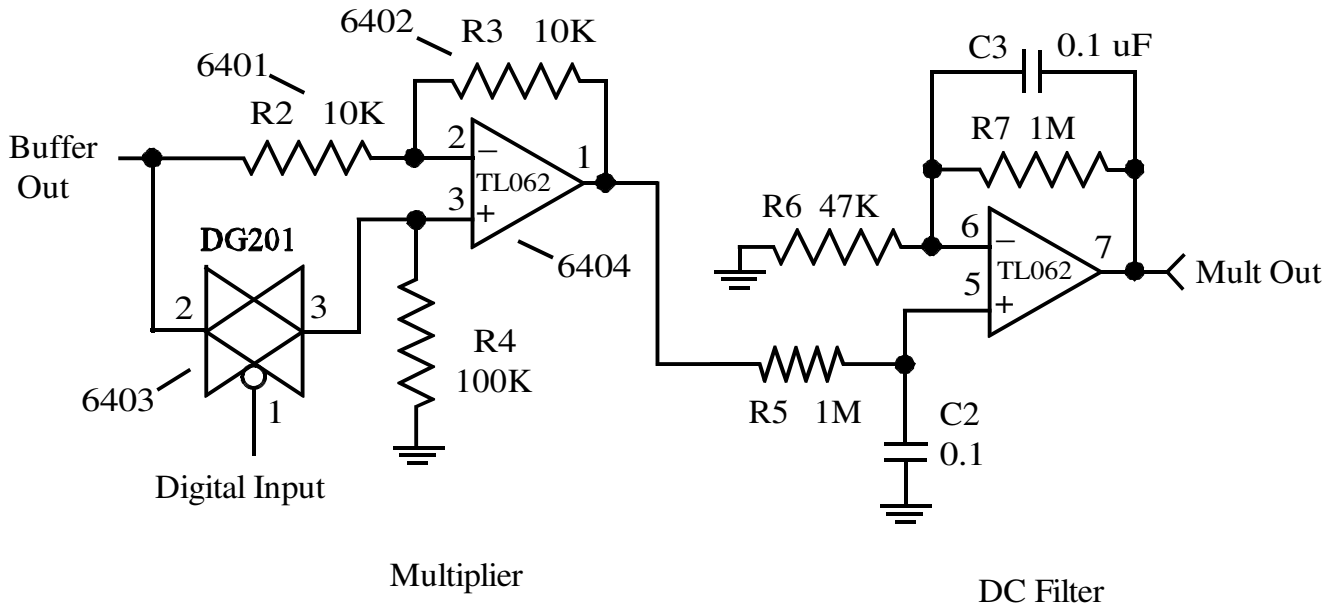 6402
R3 10K
C3 0.1 uF
6401
R2 10K
R7 1M
Buffer
Out
2
−
1
TL062
3
+
R6 47K
6
−
7
TL062
5
+
Mult Out
DG201
6404
2
3
R4
100K
6403
1
R5 1M
C2
0.1
Digital Input
Multiplier
DC Filter